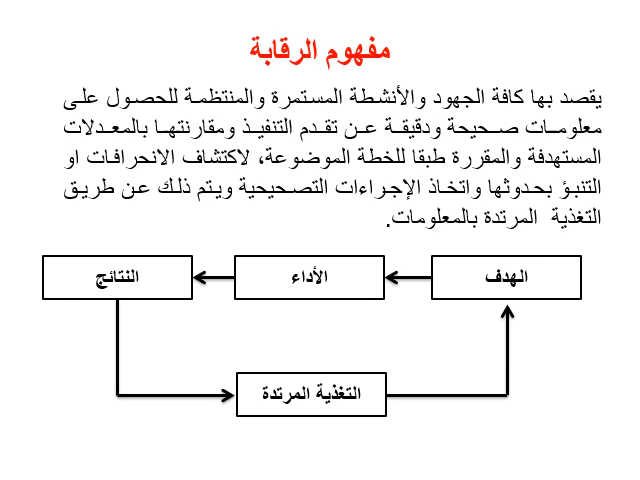 مفهوم الرقابة
يقصد بها كافة الجهود والأنشطة المستمرة والمنتظمة للحصول على
معلومات صحيحة ودقيقة عن تقدم التنفيذ ومقارنتها بالمعدلات
المستهدفة والمقررة طبقا للخطة الموضوعة، لاكتشاف الانحرافات او
التنبؤ بحدوثها واتخاذ الإجراءات التصحيحية ويتم ذلك عن طريق
التغذية المرتدة بالمعلومات.
الهدف
الأداء
النتائج
التغذية المرتدة